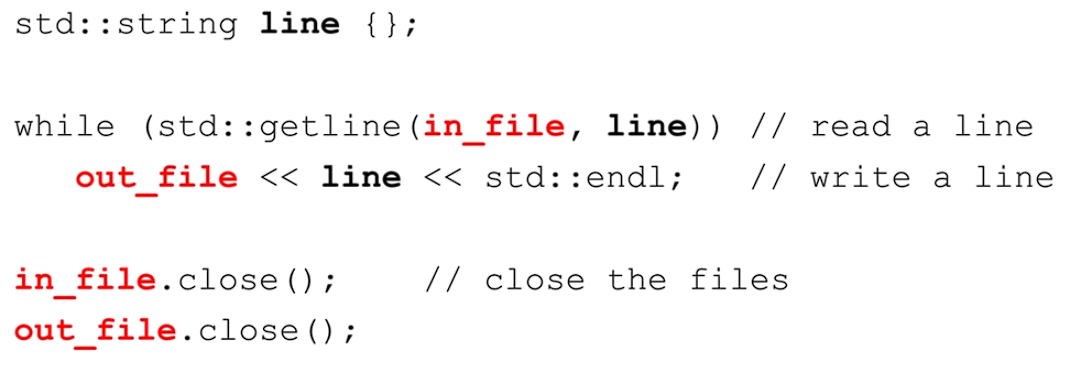 std::string line {};
while (std::getline(in_file, line)) // read a line
out_file << line << std::endl; // write a line
in_file.close(); // close the files
out_file.close();